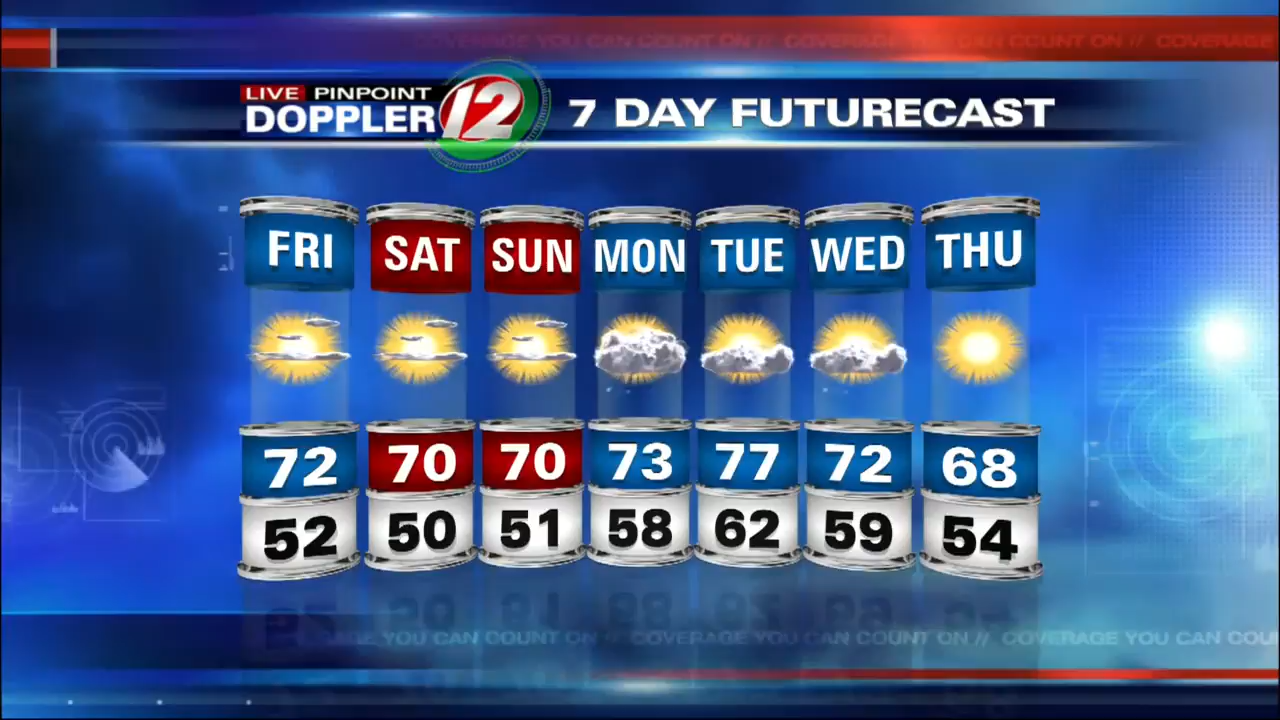 COVERAGE YOU CAN COUNT ON // COVERAGE YOU CAN COUNT ON // COVERAGE
LIVE PINPOINT
DOPPLER 12
7 DAY FUTURECAST
FRI SAT SUN MON TUE WED THU
72 70 70 73 77 72 68
52 50 51 58 62 59 54
COVERAGE YOU CAN COUNT ON // COVERAGE YOU CAN COUNT ON // COVERAGE YOU CAN COU